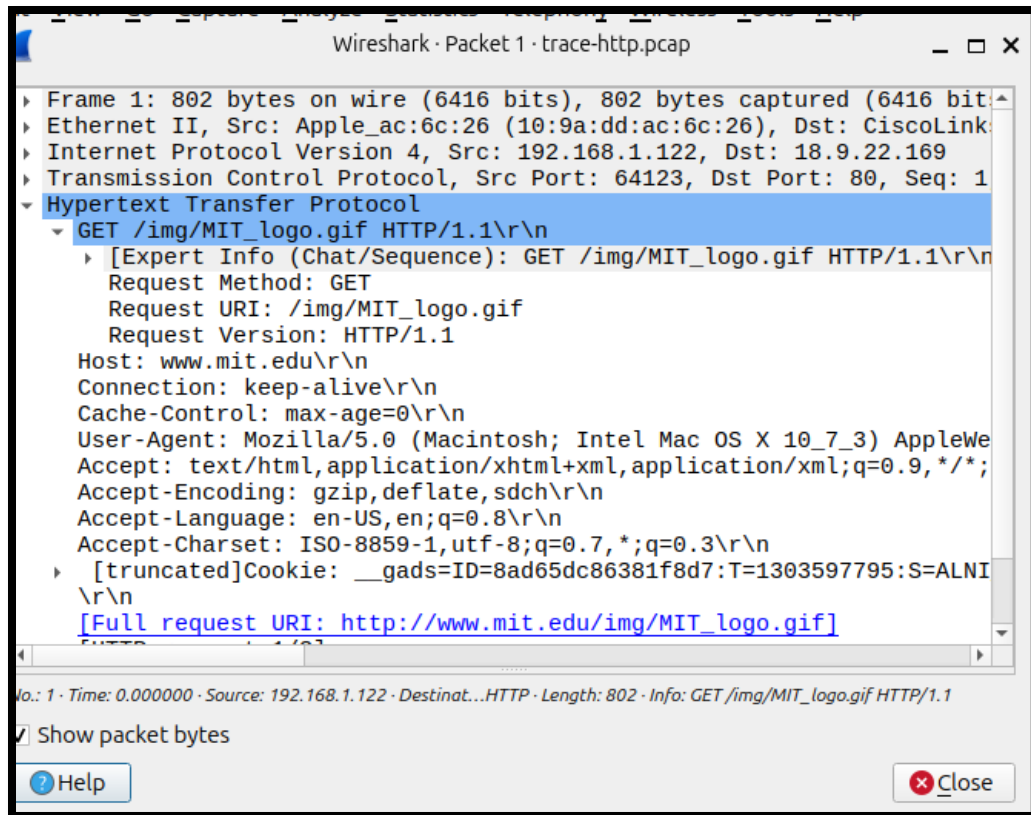 View Go Capture Analyze Statistics Telephony Wireless Tools Help
Wireshark · Packet 1 · trace-http.pcap
Frame 1: 802 bytes on wire (6416 bits), 802 bytes captured (6416 bit
Ethernet II, Src: Apple_ac:6c:26 (10:9a:dd:ac:6c:26), Dst: CiscoLink
Internet Protocol Version 4, Src: 192.168.1.122, Dst: 18.9.22.169
Transmission Control Protocol, Src Port: 64123, Dst Port: 80, Seq: 1
Hypertext Transfer Protocol
GET /img/MIT_logo.gif HTTP/1.1\r\n
[Expert Info (Chat/Sequence): GET /img/MIT_logo.gif HTTP/1.1\r\n
Request Method: GET
Request URI: /img/MIT_logo.gif
Request Version: HTTP/1.1
Host: www.mit.edu\r\n
Connection: keep-alive\r\n
Cache-Control: max-age=0\r\n
User-Agent: Mozilla/5.0 (Macintosh; Intel Mac OS X 10_7_3) AppleWe
Accept: text/html,application/xhtml+xml,application/xml;q=0.9,*/*;
Accept-Encoding: gzip,deflate,sdch\r\n
Accept-Language: en-US,en;q=0.8\r\n
Accept-Charset: ISO-8859-1,utf-8;q=0.7,*;q=0.3\r\n
[truncated]Cookie: __gads=ID=8ad65dc86381f8d7:T=1303597795:S=ALNI
\r\n
[Full request URI: http://www.mit.edu/img/MIT_logo.gif]
No.: 1 · Time: 0.000000 · Source: 192.168.1.122 · Destinat...HTTP · Length: 802 · Info: GET /img/MIT_logo.gif HTTP/1.1
Show packet bytes
Help
Close